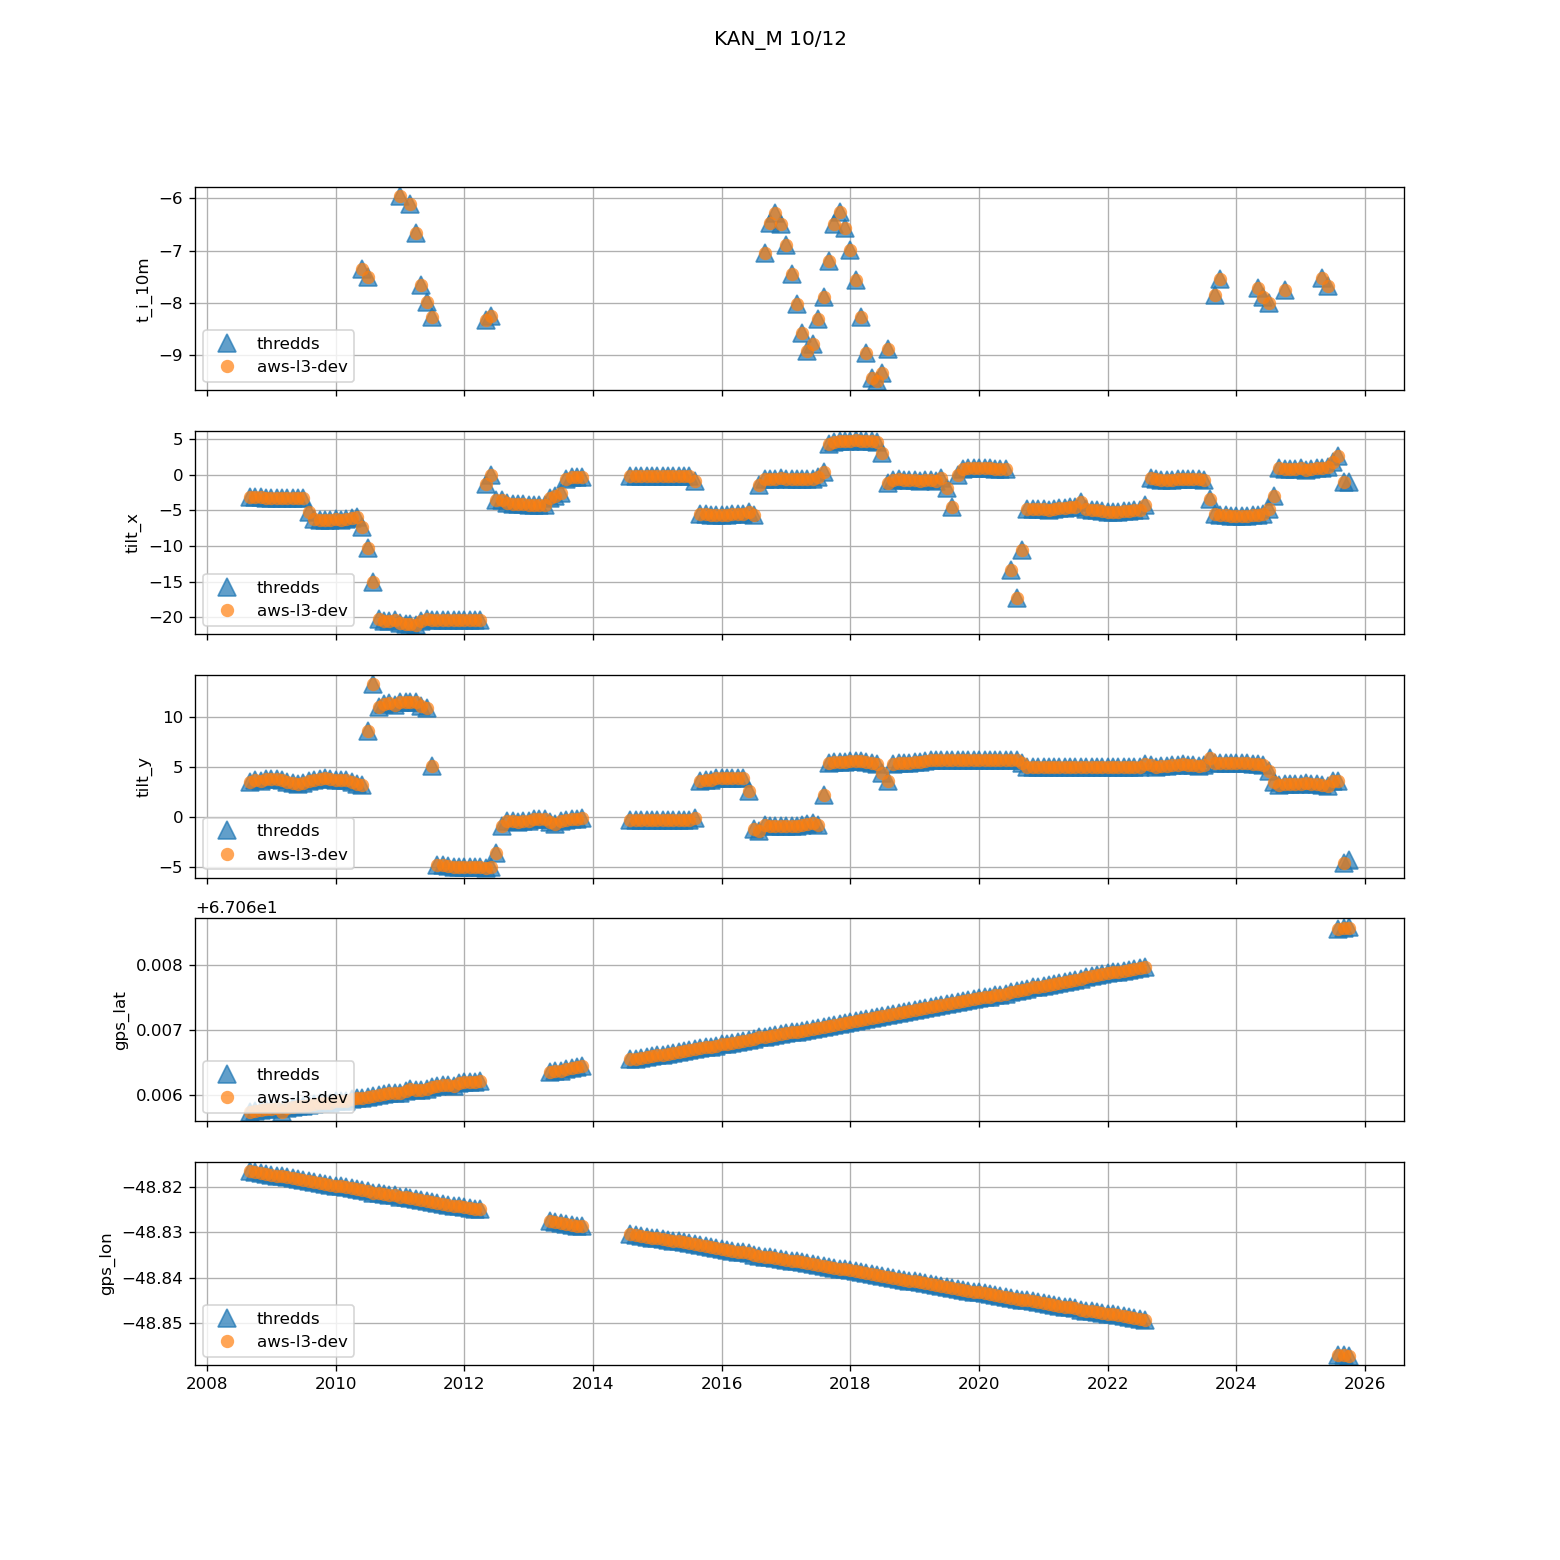 KAN_M 10/12
−6
−7
−8
−9
t_i_10m
thredds
aws-l3-dev
5
0
−5
−10
−15
−20
tilt_x
thredds
aws-l3-dev
10
5
0
−5
tilt_y
thredds
aws-l3-dev
+6.706e1
0.008
0.007
0.006
gps_lat
thredds
aws-l3-dev
−48.82
−48.83
−48.84
−48.85
gps_lon
thredds
aws-l3-dev
2008 2010 2012 2014 2016 2018 2020 2022 2024 2026